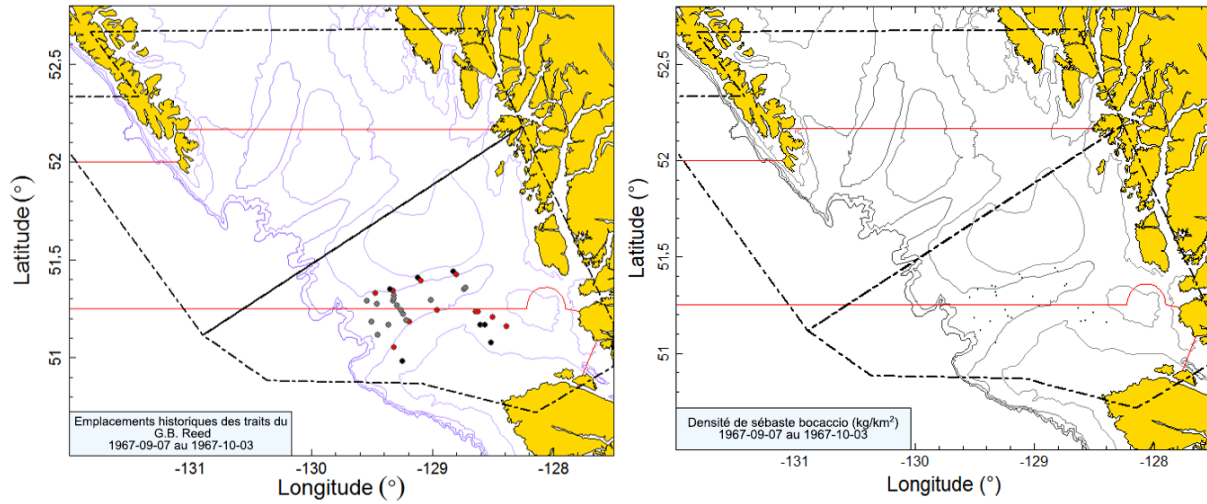 52.5
52
51.5
51
Latitude (°)
Emplacements historiques des traits du
G.B. Reed
1967-09-07 au 1967-10-03
-131
-130
-129
-128
Longitude (°)
52.5
52
51.5
51
Latitude (°)
Densité de sébaste bocaccio (kg/km²)
1967-09-07 au 1967-10-03
-131
-130
-129
-128
Longitude (°)